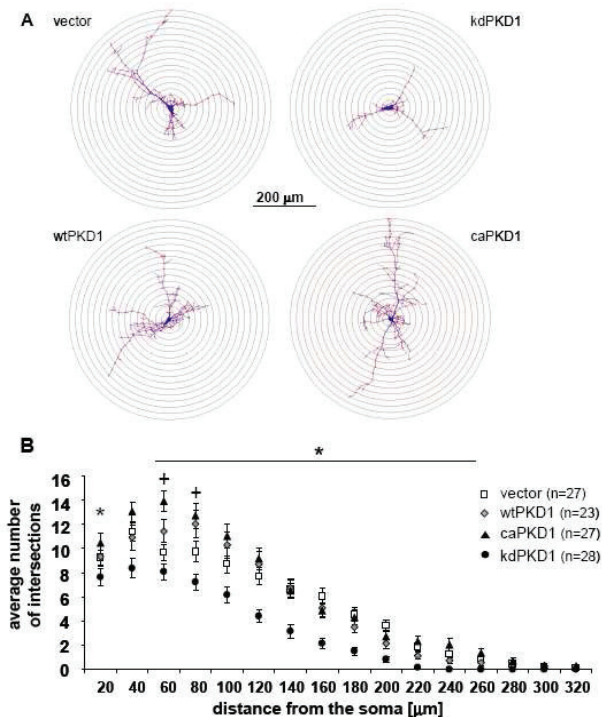 A
vector
kdPKD1
200 μm
wtPKD1
caPKD1
B
*
16
14
12
10
8
6
4
2
0
average number
of intersections
*
+
+
vector (n=27)
wtPKD1 (n=23)
caPKD1 (n=27)
kdPKD1 (n=28)
20 40 60 80 100 120 140 160 180 200 220 240 260 280 300 320
distance from the soma [μm]